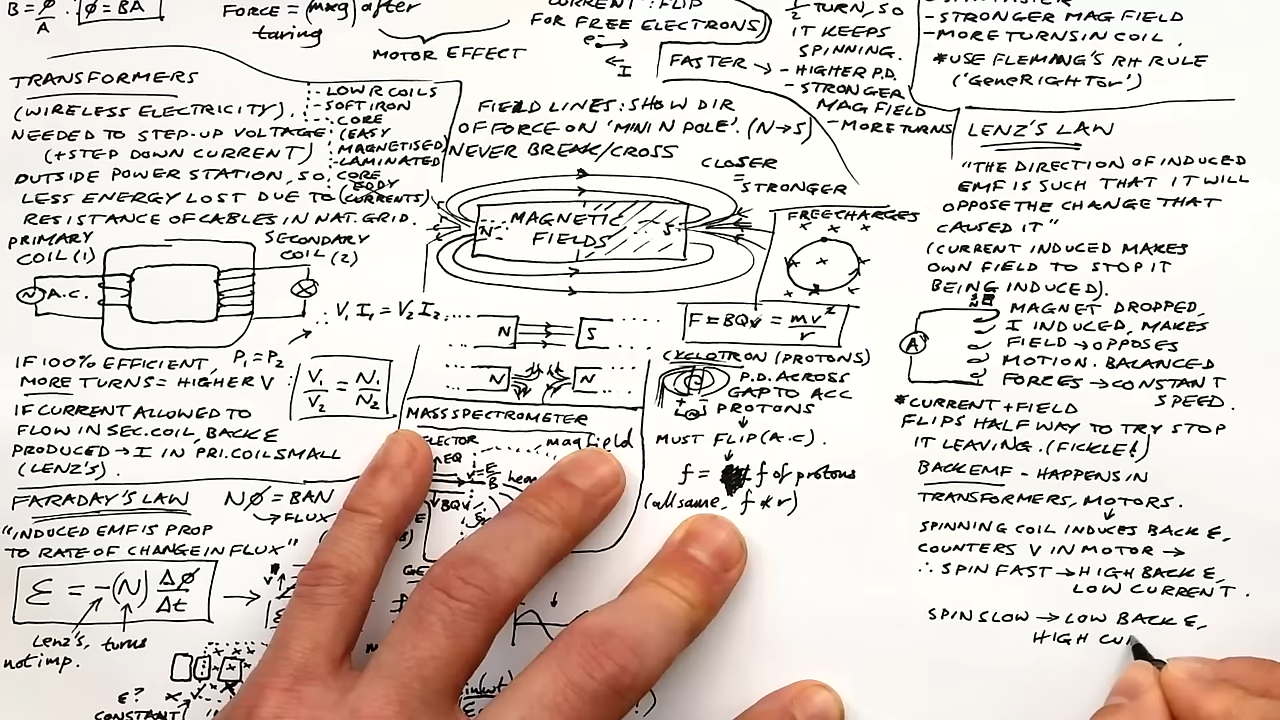 B = ø/A ∴ ø = BA
FORCE = (mxg) after
taring
MOTOR EFFECT
CURRENT: FLIP
FOR FREE ELECTRONS)
e-
I
FASTER →
½ TURN, SO
IT KEEPS
SPINNING.
- HIGHER P.D.
- STRONGER
MAG FIELD
- MORE TURNS
- STRONGER MAG FIELD
- MORE TURNS IN COIL.
*USE FLEMING'S RH RULE
('GeneRIGHTor')
TRANSFORMERS
(WIRELESS ELECTRICITY).
NEEDED TO STEP-UP VOLTAGE
(+STEP DOWN CURRENT)
OUTSIDE POWER STATION, SO
LESS ENERGY LOST DUE TO
RESISTANCE OF CABLES IN NAT. GRID.
- LOW R COILS
- SOFT IRON
CORE
(EASY
MAGNETISED)
- LAMINATED
CORE
(EDDY
CURRENTS)
PRIMARY
COIL (1)
SECONDARY
COIL (2)
A.C.
∴ V₁ I₁ = V₂ I₂
IF 100% EFFICIENT, P₁ = P₂
MORE TURNS = HIGHER V
V₁/V₂ = N₁/N₂
IF CURRENT ALLOWED TO
FLOW IN SEC. COIL, BACK ε
PRODUCED → I IN PRI. COIL SMALL
(LENZ'S).
FARADAY'S LAW
Nø = BAN
↳ FLUX
"INDUCED EMF IS PROP
TO RATE OF CHANGE IN FLUX"
ε = -(N) Δø/Δt →
Lenz's, turns
not imp.
ε?
CONSTANT
FIELD LINES: SHOW DIR
OF FORCE ON 'MINI N POLE'. (N→S)
NEVER BREAK/CROSS
CLOSER
=
STRONGER
N MAGNETIC S
FIELDS
N S
N N
MASS SPECTROMETER
mag field
EQ
=E/B
BQV
FREE CHARGES
F = BQv = mv²/r
CYCLOTRON (PROTONS)
P.D. ACROSS
GAP TO ACC
PROTONS
↓
MUST FLIP (A.C).
↓
f = f of protons
(all same, f ∝ r)
LENZ'S LAW
"THE DIRECTION OF INDUCED
EMF IS SUCH THAT IT WILL
OPPOSE THE CHANGE THAT
CAUSED IT"
(CURRENT INDUCED MAKES
OWN FIELD TO STOP IT
BEING INDUCED).
A
MAGNET DROPPED,
I INDUCED, MAKES
FIELD → OPPOSES
MOTION. BALANCED
FORCES → CONSTANT
SPEED.
*CURRENT + FIELD
FLIPS HALF WAY TO TRY STOP
IT LEAVING. (FICKLE!)
BACK EMF - HAPPENS IN
TRANSFORMERS, MOTORS.
↓
SPINNING COIL INDUCES BACK ε,
COUNTERS V IN MOTOR →
∴ SPIN FAST → HIGH BACK ε,
LOW CURRENT.
SPIN SLOW → LOW BACK ε,
HIGH CU